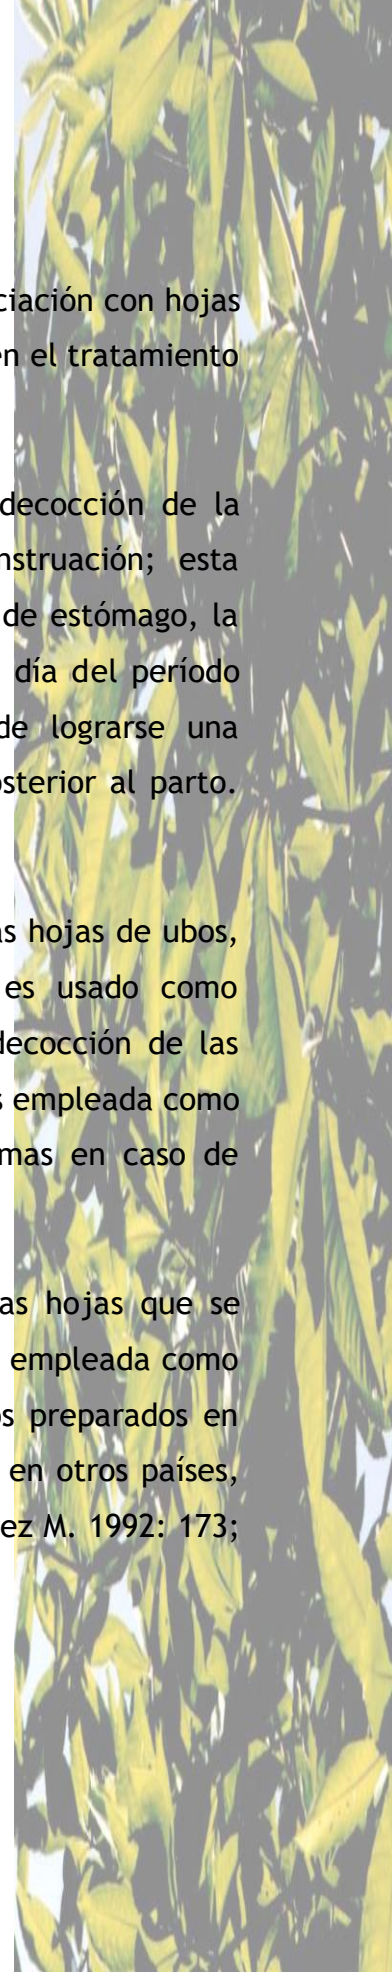 ciación con hojas
en el tratamiento
decocción de la
nstruación; esta
de estómago, la
día del período
de lograrse una
sterior al parto.
as hojas de ubos,
es usado como
decocción de las
s empleada como
mas en caso de
as hojas que se
empleada como
os preparados en
en otros países,
ez M. 1992: 173;